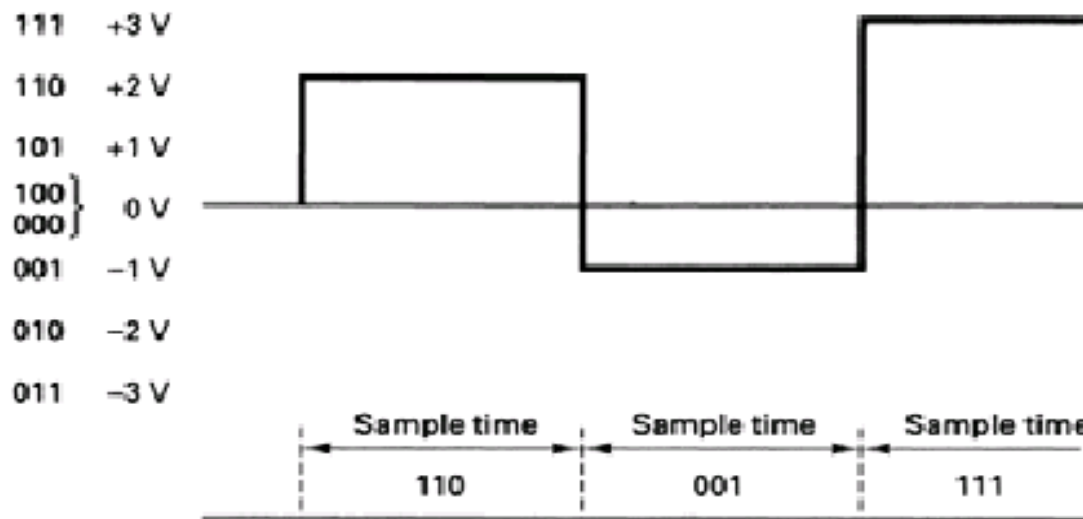 111 +3 V
110 +2 V
101 +1 V
100
000 } 0 V
001 −1 V
010 −2 V
011 −3 V
Sample time Sample time Sample time
110 001 111